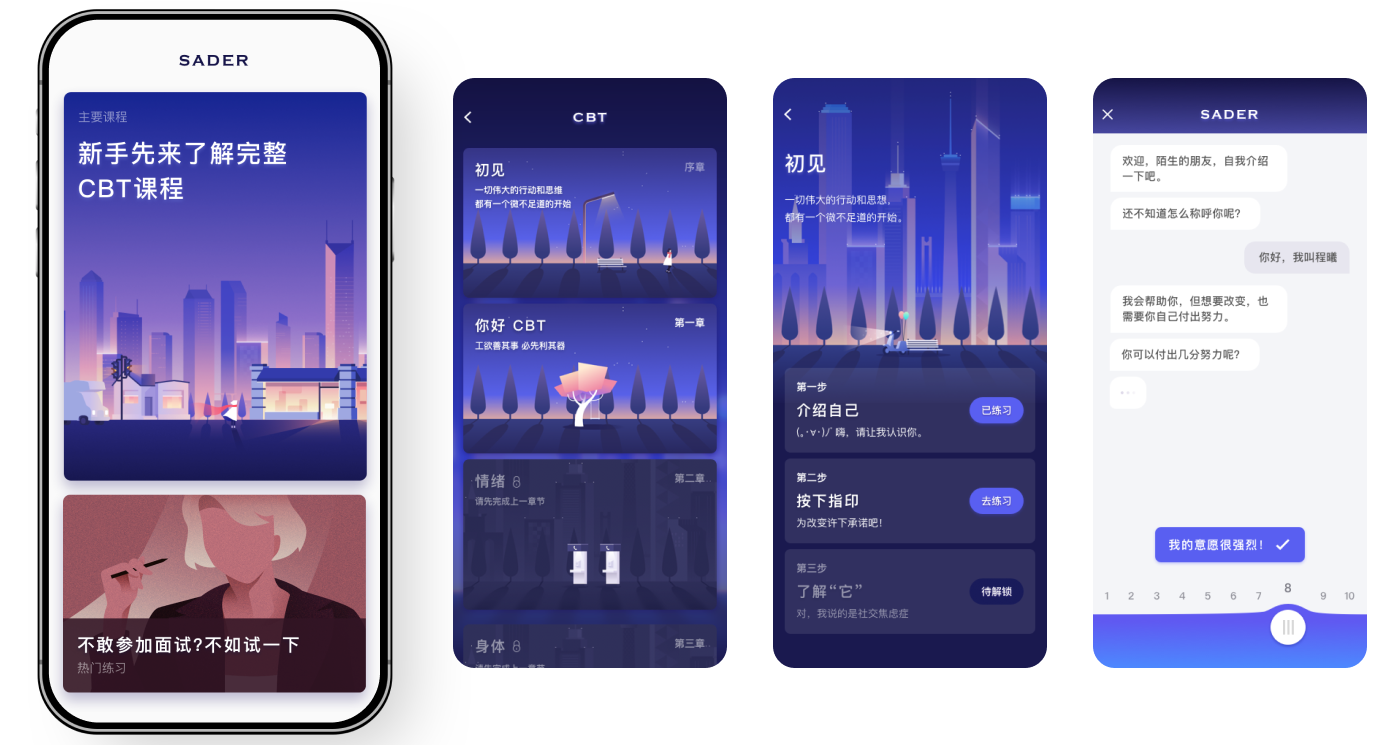 SADER
主要课程
新手先来了解完整
CBT课程
不敢参加面试?不如试一下
热门练习
CBT
初见
序章
一切伟大的行动和思维
都有一个微不足道的开始
你好 CBT
第一章
工欲善其事 必先利其器
情绪
第二章
请先完成上一章节
身体
第三章
请先完成上一章节
初见
一切伟大的行动和思想,
都有一个微不足道的开始。
第一步
介绍自己
已练习
(｡･∀･)ﾉﾞ嗨，请让我认识你。
第二步
按下指印
去练习
为改变许下承诺吧!
第三步
了解“它”
待解锁
对，我说的是社交焦虑症
SADER
欢迎，陌生的朋友，自我介绍
一下吧。
还不知道怎么称呼你呢?
你好，我叫程曦
我会帮助你，但想要改变，也
需要你自己付出努力。
你可以付出几分努力呢?
我的意愿很强烈!
1 2 3 4 5 6 7 8 9 10